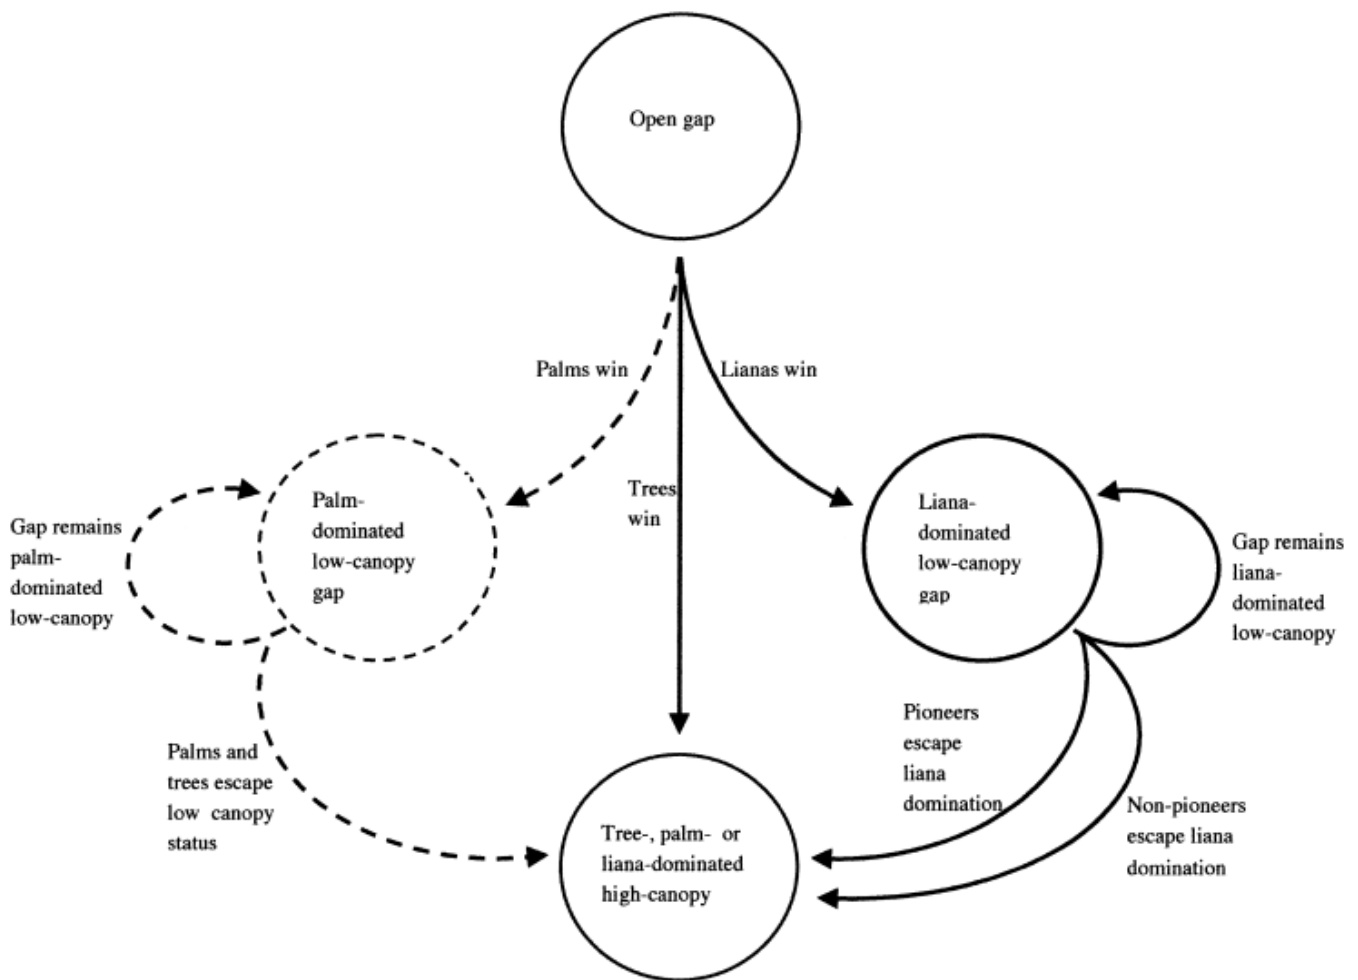 Open gap
Palms win
Lianas win
Trees
win
Palm-
dominated
low-canopy
gap
Liana-
dominated
low-canopy
gap
Gap remains
palm-
dominated
low-canopy
Gap remains
liana-
dominated
low-canopy
Palms and
trees escape
low canopy
status
Pioneers
escape
liana
domination
Non-pioneers
escape liana
domination
Tree-, palm- or
liana-dominated
high-canopy